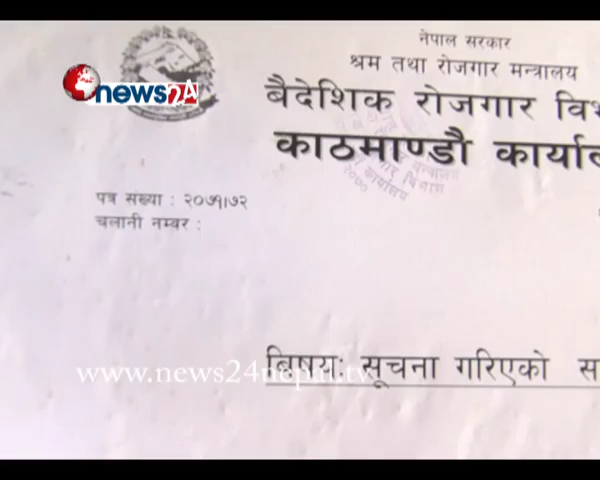 news24
नेपाल सरकार
श्रम तथा रोजगार मन्त्रालय
बैदेशिक रोजगार विभ
काठमाण्डौ कार्याल
पत्र संख्या : २०७१/७२
चलानी नम्वर :
विषय: सूचना गरिएको स
www.news24nepal.tv